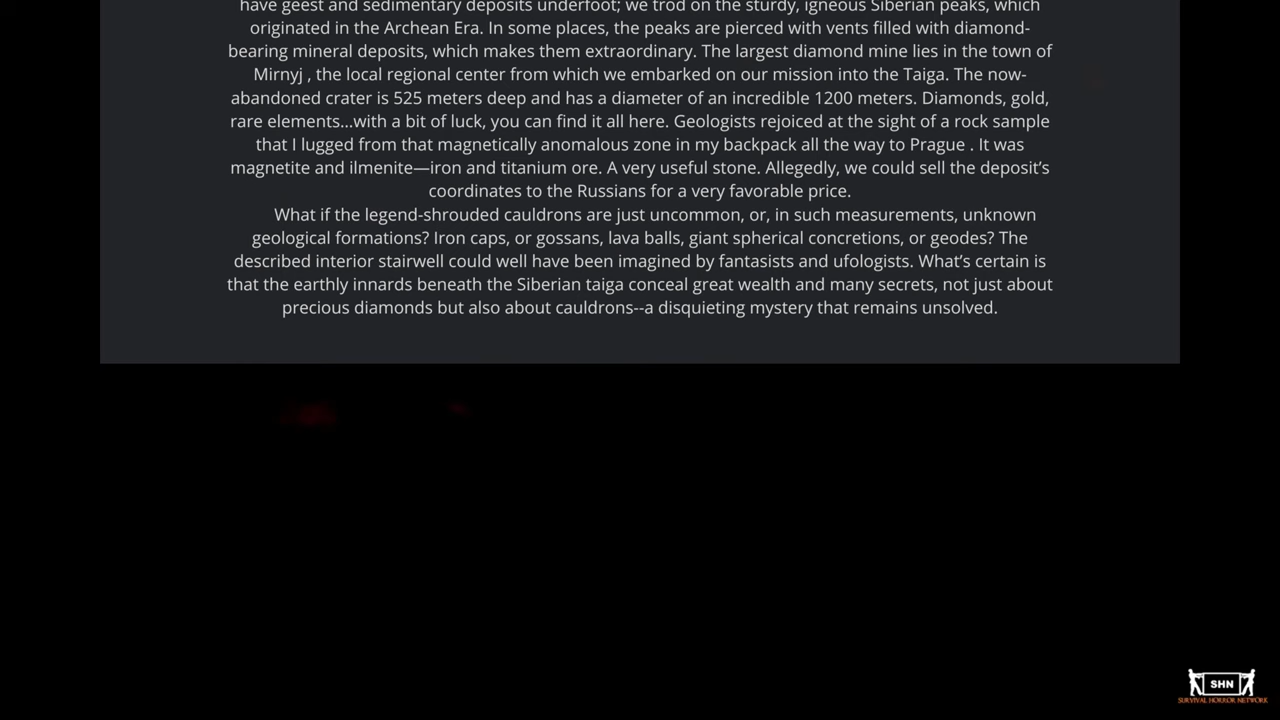 have geest and sedimentary deposits underfoot; we trod on the sturdy, igneous Siberian peaks, which
originated in the Archean Era. In some places, the peaks are pierced with vents filled with diamond-
bearing mineral deposits, which makes them extraordinary. The largest diamond mine lies in the town of
Mirnyj , the local regional center from which we embarked on our mission into the Taiga. The now-
abandoned crater is 525 meters deep and has a diameter of an incredible 1200 meters. Diamonds, gold,
rare elements...with a bit of luck, you can find it all here. Geologists rejoiced at the sight of a rock sample
that I lugged from that magnetically anomalous zone in my backpack all the way to Prague . It was
magnetite and ilmenite—iron and titanium ore. A very useful stone. Allegedly, we could sell the deposit's
coordinates to the Russians for a very favorable price.
What if the legend-shrouded cauldrons are just uncommon, or, in such measurements, unknown
geological formations? Iron caps, or gossans, lava balls, giant spherical concretions, or geodes? The
described interior stairwell could well have been imagined by fantasists and ufologists. What's certain is
that the earthly innards beneath the Siberian taiga conceal great wealth and many secrets, not just about
precious diamonds but also about cauldrons--a disquieting mystery that remains unsolved.
SHN
SURVIVAL HORROR NETWORK